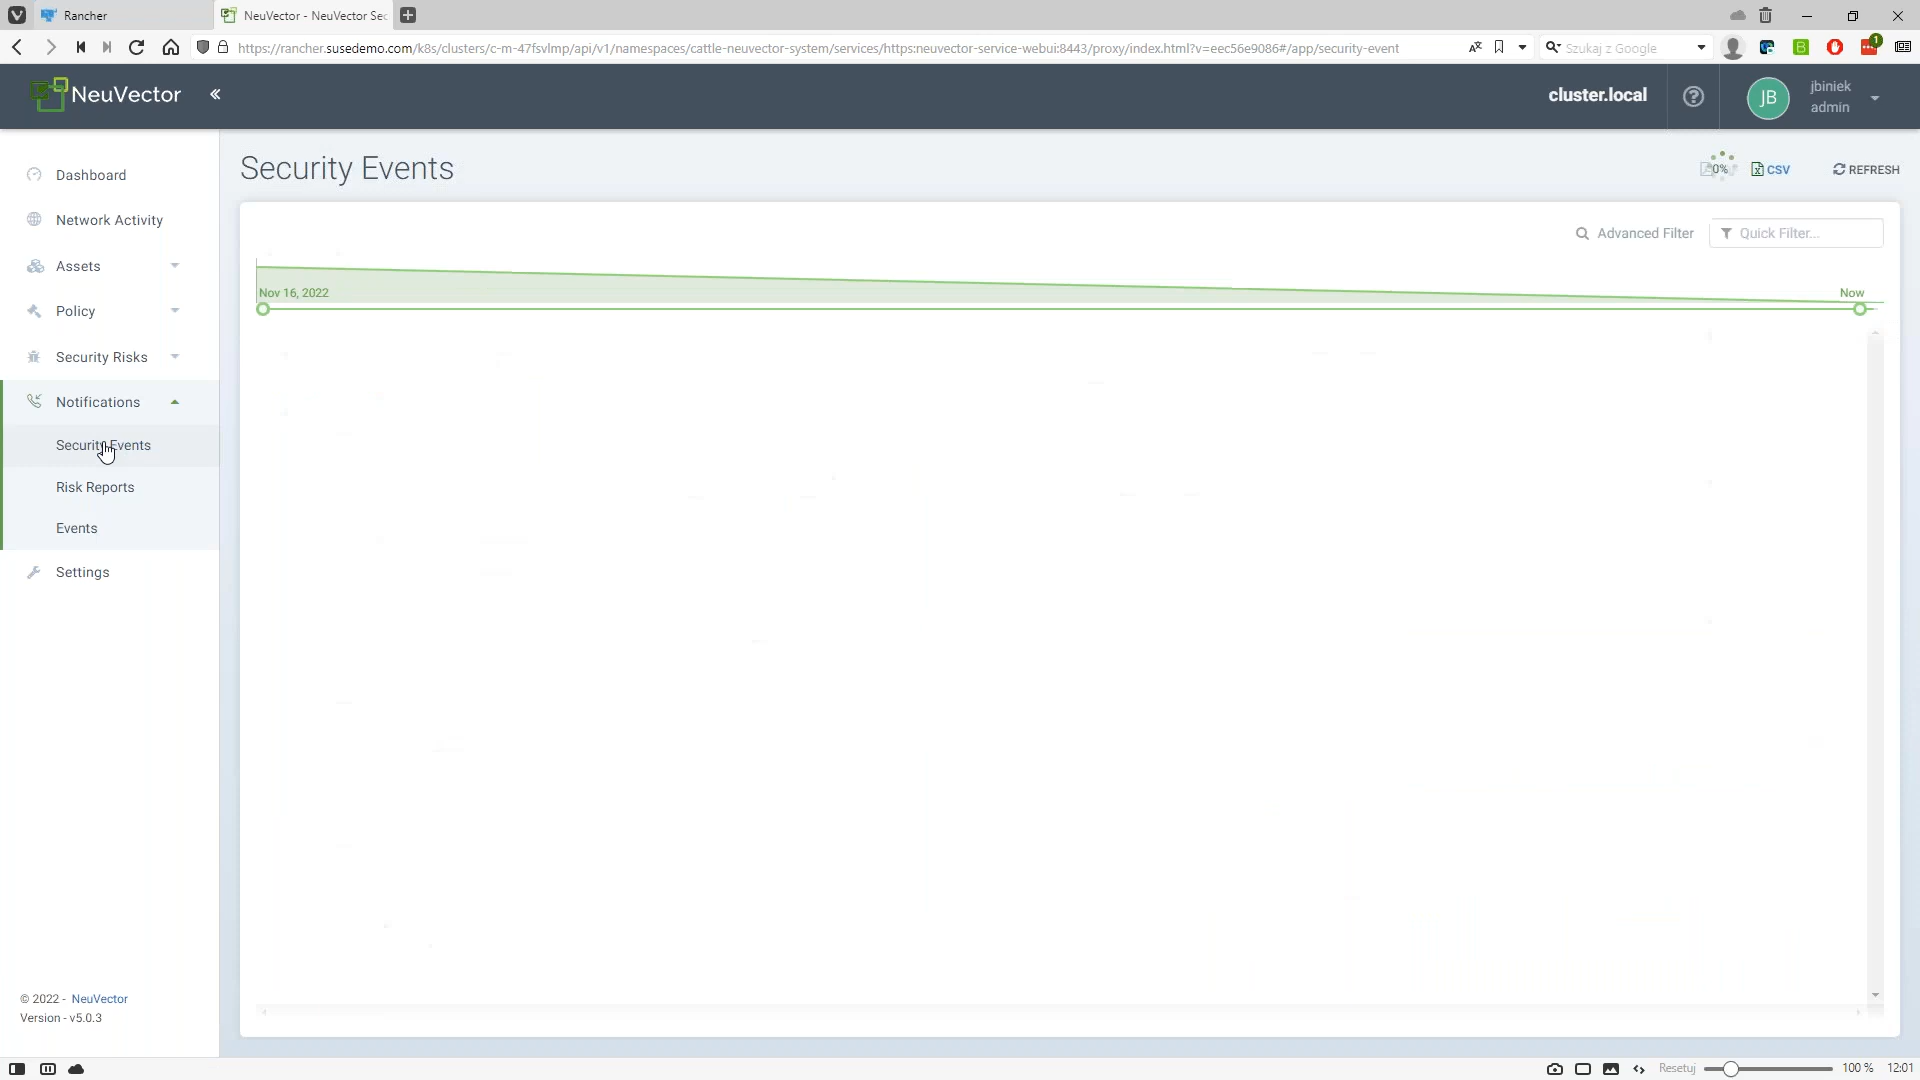 Rancher
NeuVector - NeuVector Sec
https://rancher.susedemo.com/k8s/clusters/c-m-47fsvlmp/api/v1/namespaces/cattle-neuvector-system/services/https:neuvector-service-webui:8443/proxy/index.html?v=eec56e9086#/app/security-event
Szukaj z Google
1
NeuVector
cluster.local
JB
jbiniek
admin
Dashboard
Network Activity
Assets
Policy
Security Risks
Notifications
Security Events
Risk Reports
Events
Settings
© 2022 - NeuVector
Version - v5.0.3
Security Events
0%
CSV
REFRESH
Advanced Filter
Quick Filter...
Nov 16, 2022
Now
Resetuj
100 %
12:01